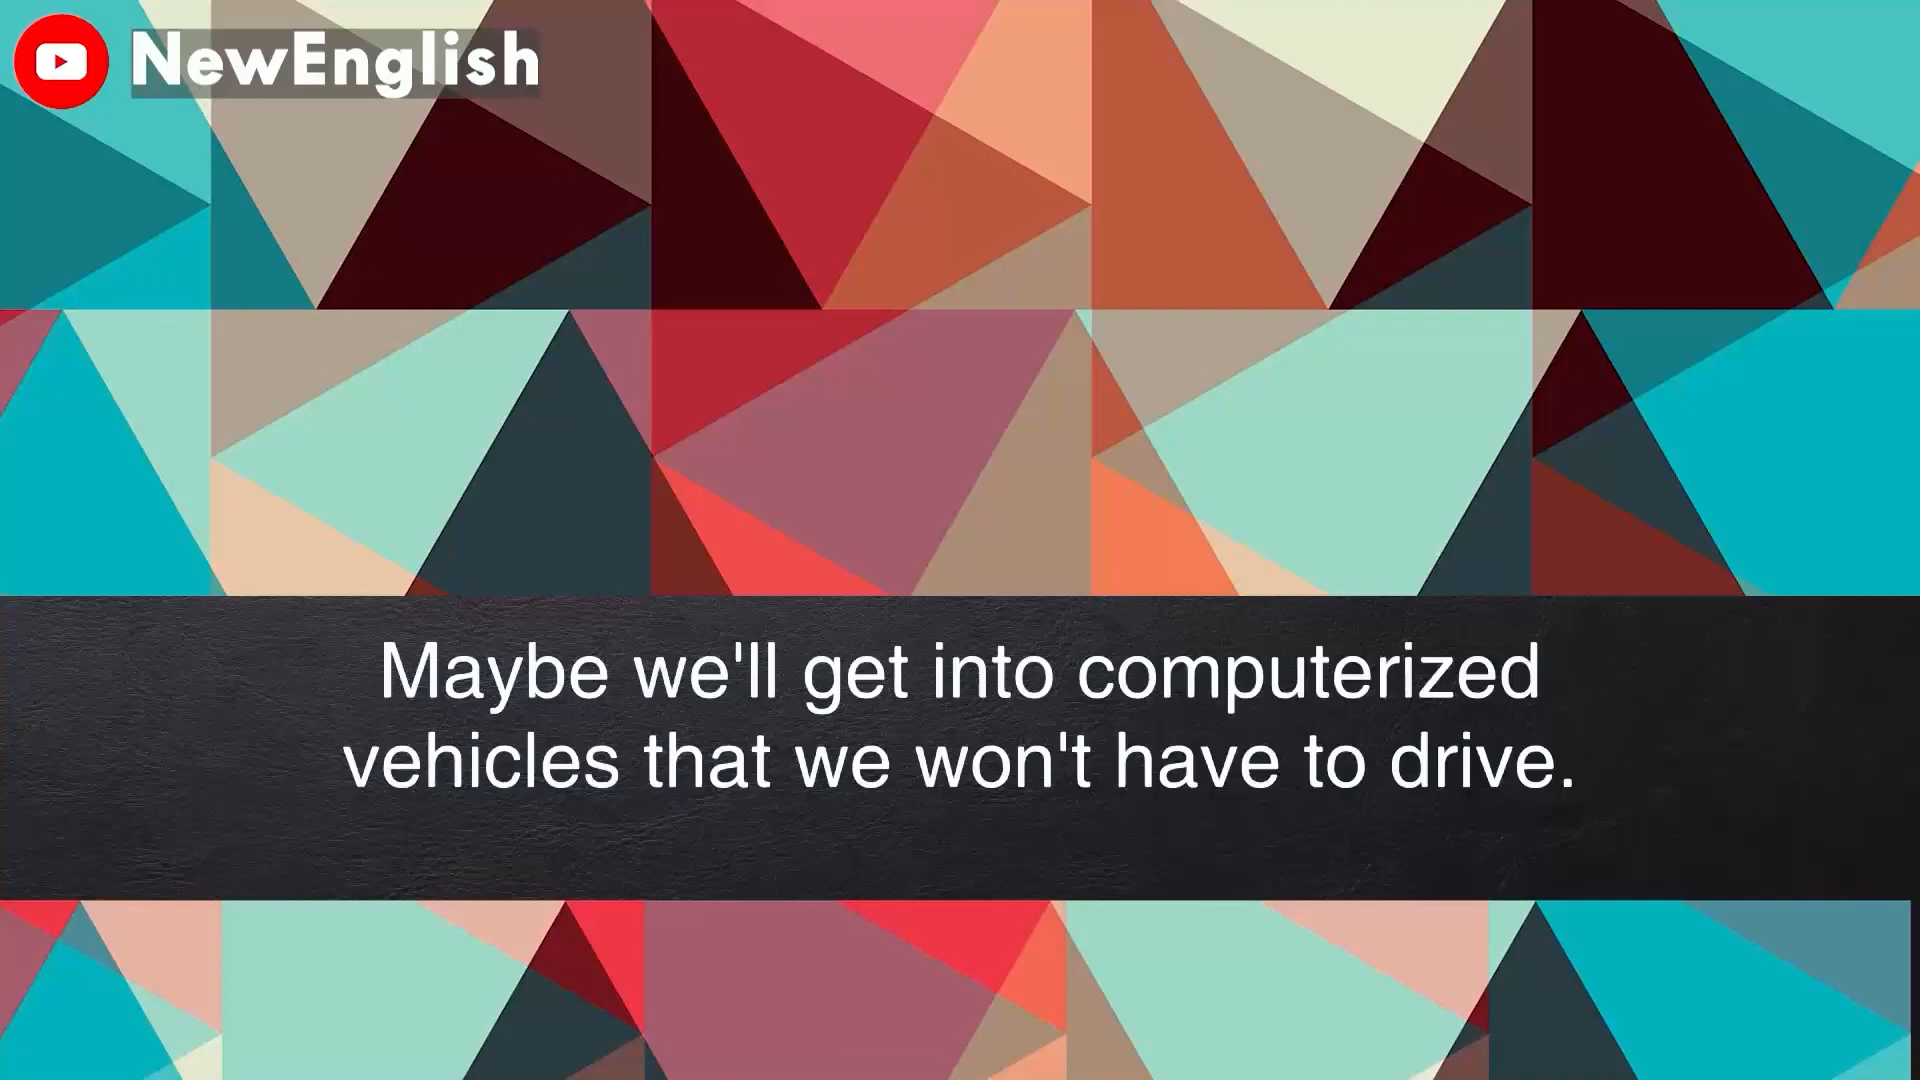 NewEnglish
Maybe we'll get into computerized
vehicles that we won't have to drive.